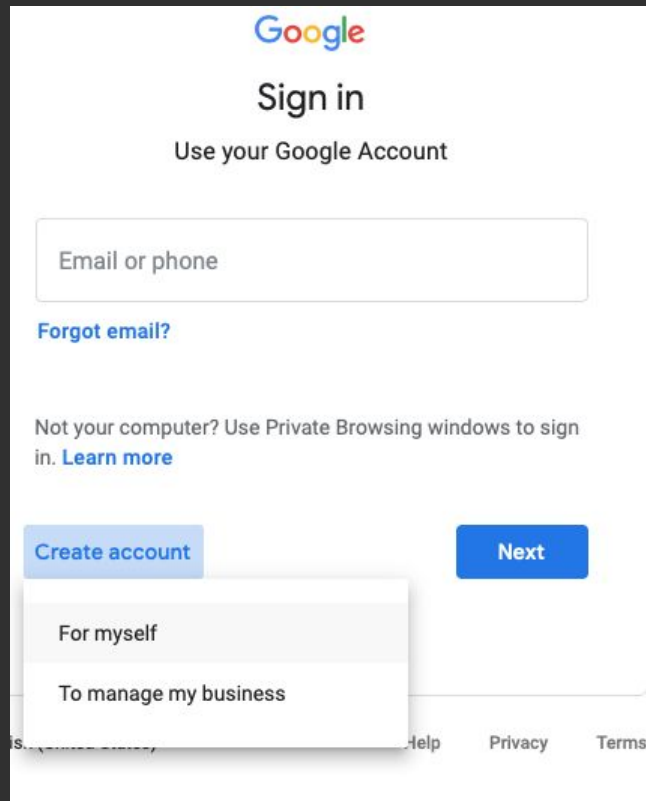 Google
Sign in
Use your Google Account
Email or phone
Forgot email?
Not your computer? Use Private Browsing windows to sign
in. Learn more
Create account Next
For myself
To manage my business
Help Privacy Terms